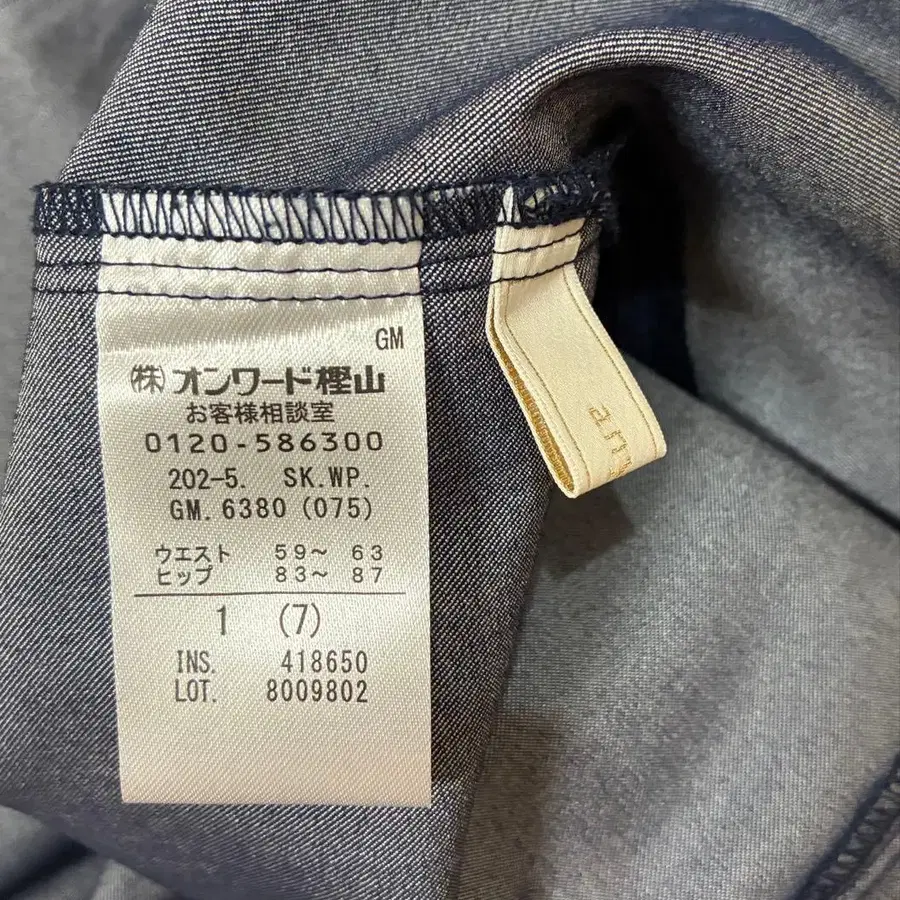 GM
㈱オンワード樫山
お客様相談室
0120-586300
202-5. SK.WP.
GM. 6380 (075)
ウエスト 59～ 63
ヒップ 83～ 87
1 (7)
INS. 418650
LOT. 8009802